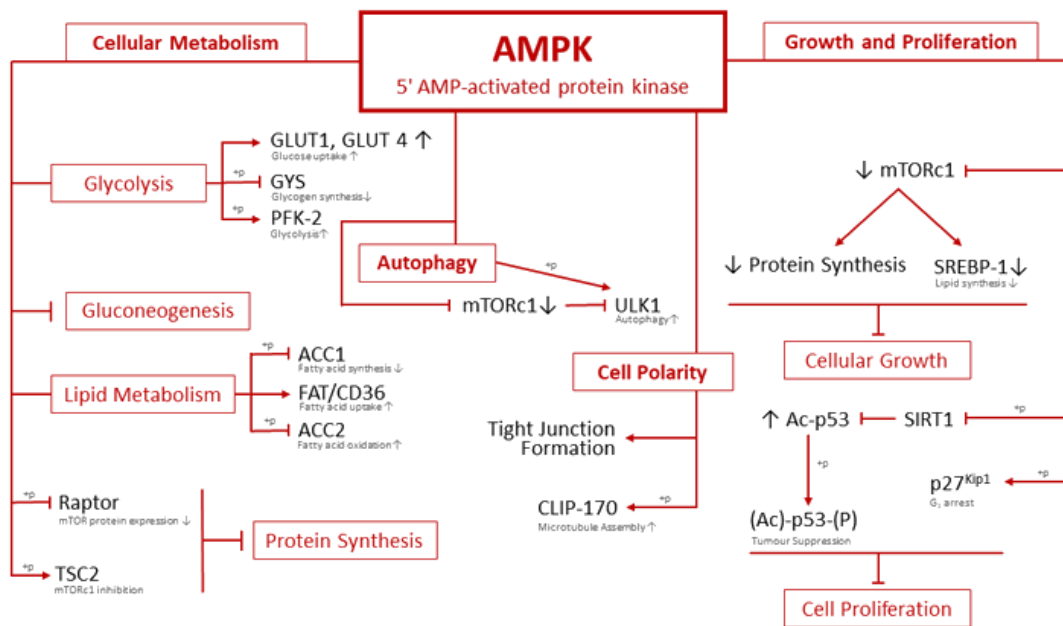 Cellular Metabolism
AMPK
5' AMP-activated protein kinase
Growth and Proliferation
Glycolysis
GLUT1, GLUT 4 ↑
Glucose uptake ↑
+p
GYS
Glycogen synthesis↓
+p
PFK-2
Glycolysis↑
Gluconeogenesis
Lipid Metabolism
+p
ACC1
Fatty acid synthesis ↓
FAT/CD36
Fatty acid uptake ↑
+p
ACC2
Fatty acid oxidation ↑
+p
Raptor
mTOR protein expression ↓
+p
TSC2
mTORc1 inhibition
Protein Synthesis
Autophagy
+p
mTORc1↓
ULK1
Autophagy↑
Cell Polarity
Tight Junction
Formation
+p
CLIP-170
Microtubule Assembly ↑
↓ mTORc1
↓ Protein Synthesis
SREBP-1↓
Lipid synthesis ↓
Cellular Growth
↑ Ac-p53
SIRT1
+p
+p
(Ac)-p53-(P)
Tumour Suppression
p27Kip1
G₁ arrest
+p
Cell Proliferation